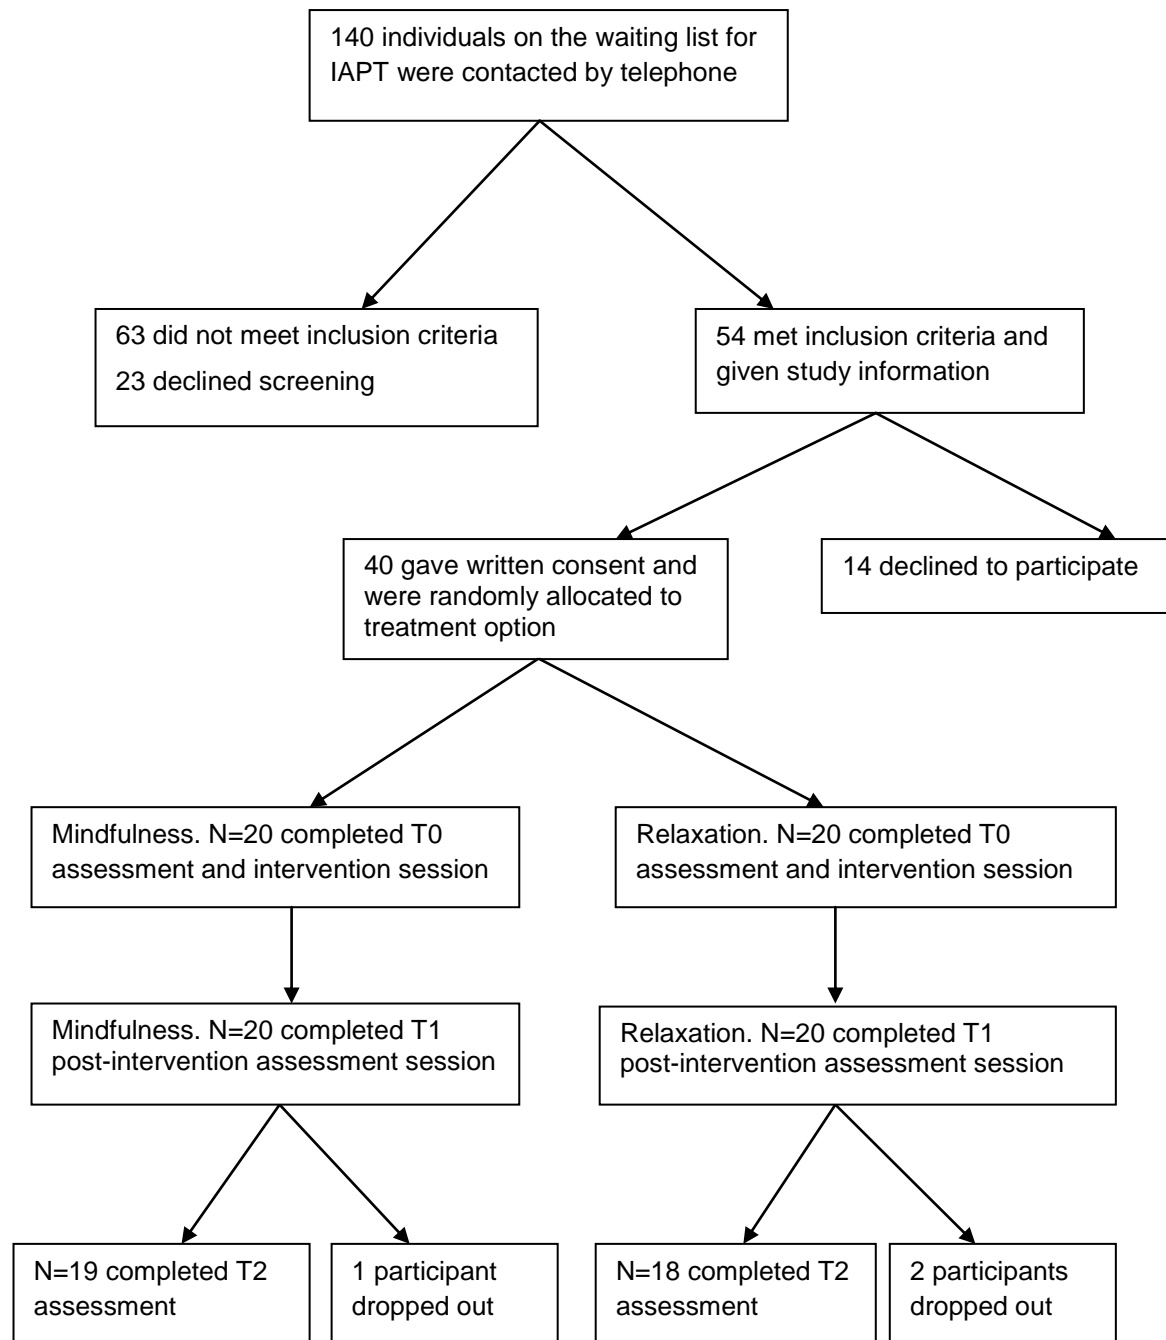 140 individuals on the waiting list for
IAPT were contacted by telephone
63 did not meet inclusion criteria
23 declined screening
54 met inclusion criteria and
given study information
40 gave written consent and
were randomly allocated to
treatment option
14 declined to participate
Mindfulness. N=20 completed T0
assessment and intervention session
Relaxation. N=20 completed T0
assessment and intervention session
Mindfulness. N=20 completed T1
post-intervention assessment session
Relaxation. N=20 completed T1
post-intervention assessment session
N=19 completed T2
assessment
1 participant
dropped out
N=18 completed T2
assessment
2 participants
dropped out